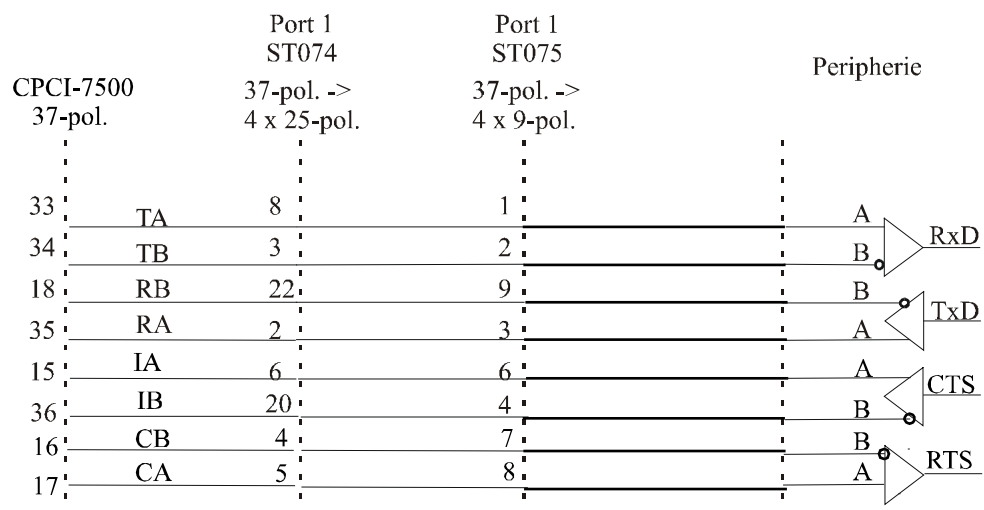 Port 1 Port 1
ST074 ST075
Peripherie
CPCI-7500 37-pol. -> 37-pol. ->
37-pol. 4 x 25-pol. 4 x 9-pol.
33 TA 8 1 A
RxD
34 TB 3 2 B
18 RB 22 9 B
TxD
35 RA 2 3 A
15 IA 6 6 A
CTS
36 IB 20 4 B
16 CB 4 7 B
RTS
17 CA 5 8 A